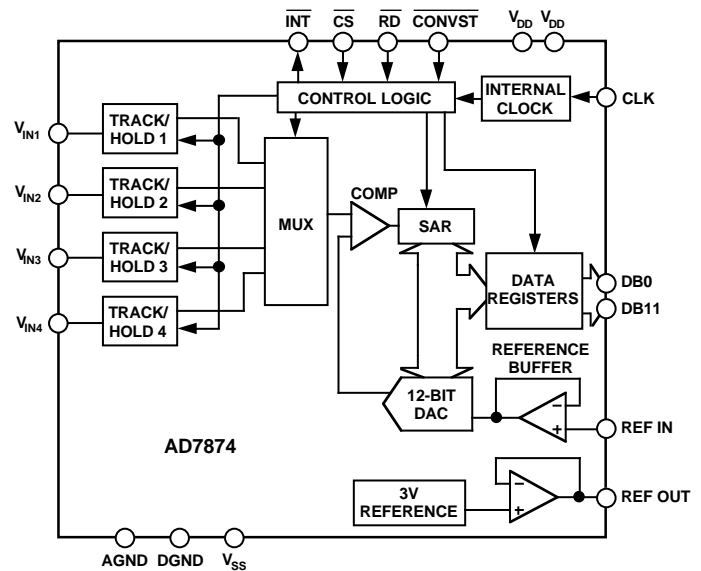 INT CS RD CONVST VDD VDD
CONTROL LOGIC
INTERNAL
CLOCK
CLK
VIN1
TRACK/
HOLD 1
VIN2
TRACK/
HOLD 2
VIN3
TRACK/
HOLD 3
VIN4
TRACK/
HOLD 4
MUX
COMP
SAR
DATA
REGISTERS
DB0
DB11
REFERENCE
BUFFER
12-BIT
DAC
−
+
REF IN
AD7874
3V
REFERENCE
−
+
REF OUT
AGND DGND VSS